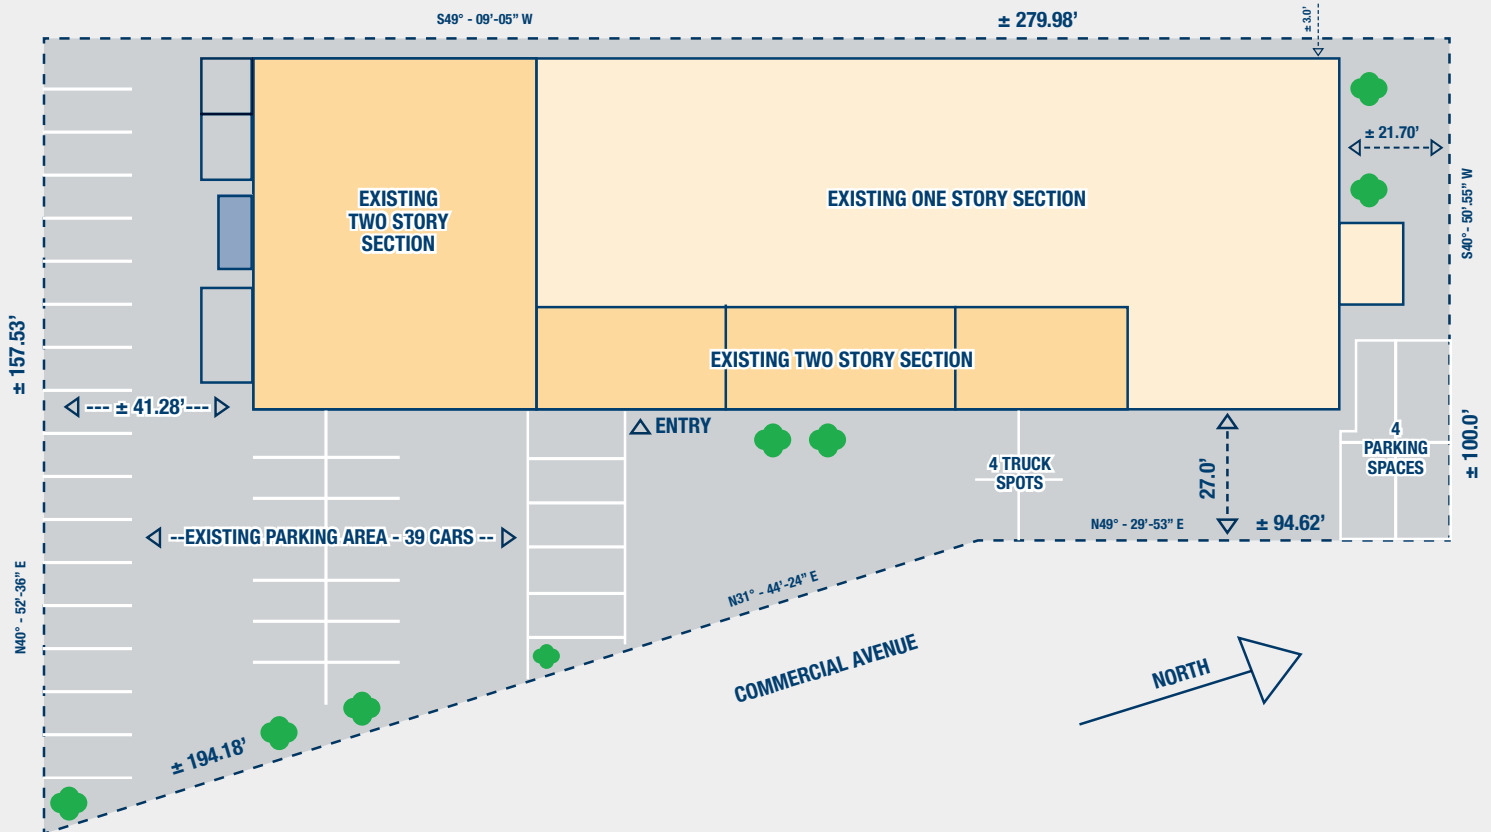 S49° - 09'-05” W
± 279.98’
± 3.0'
± 21.70’
S40°- 50’.55” W
EXISTING
TWO STORY
SECTION
EXISTING ONE STORY SECTION
± 157.53’
EXISTING TWO STORY SECTION
--- ± 41.28’---
ENTRY
4 TRUCK
SPOTS
27.0’
4
PARKING
SPACES
± 100.0’
--EXISTING PARKING AREA - 39 CARS --
N49° - 29’-53” E
± 94.62’
N40° - 52’-36” E
N31° - 44’-24” E
COMMERCIAL AVENUE
NORTH
± 194.18’